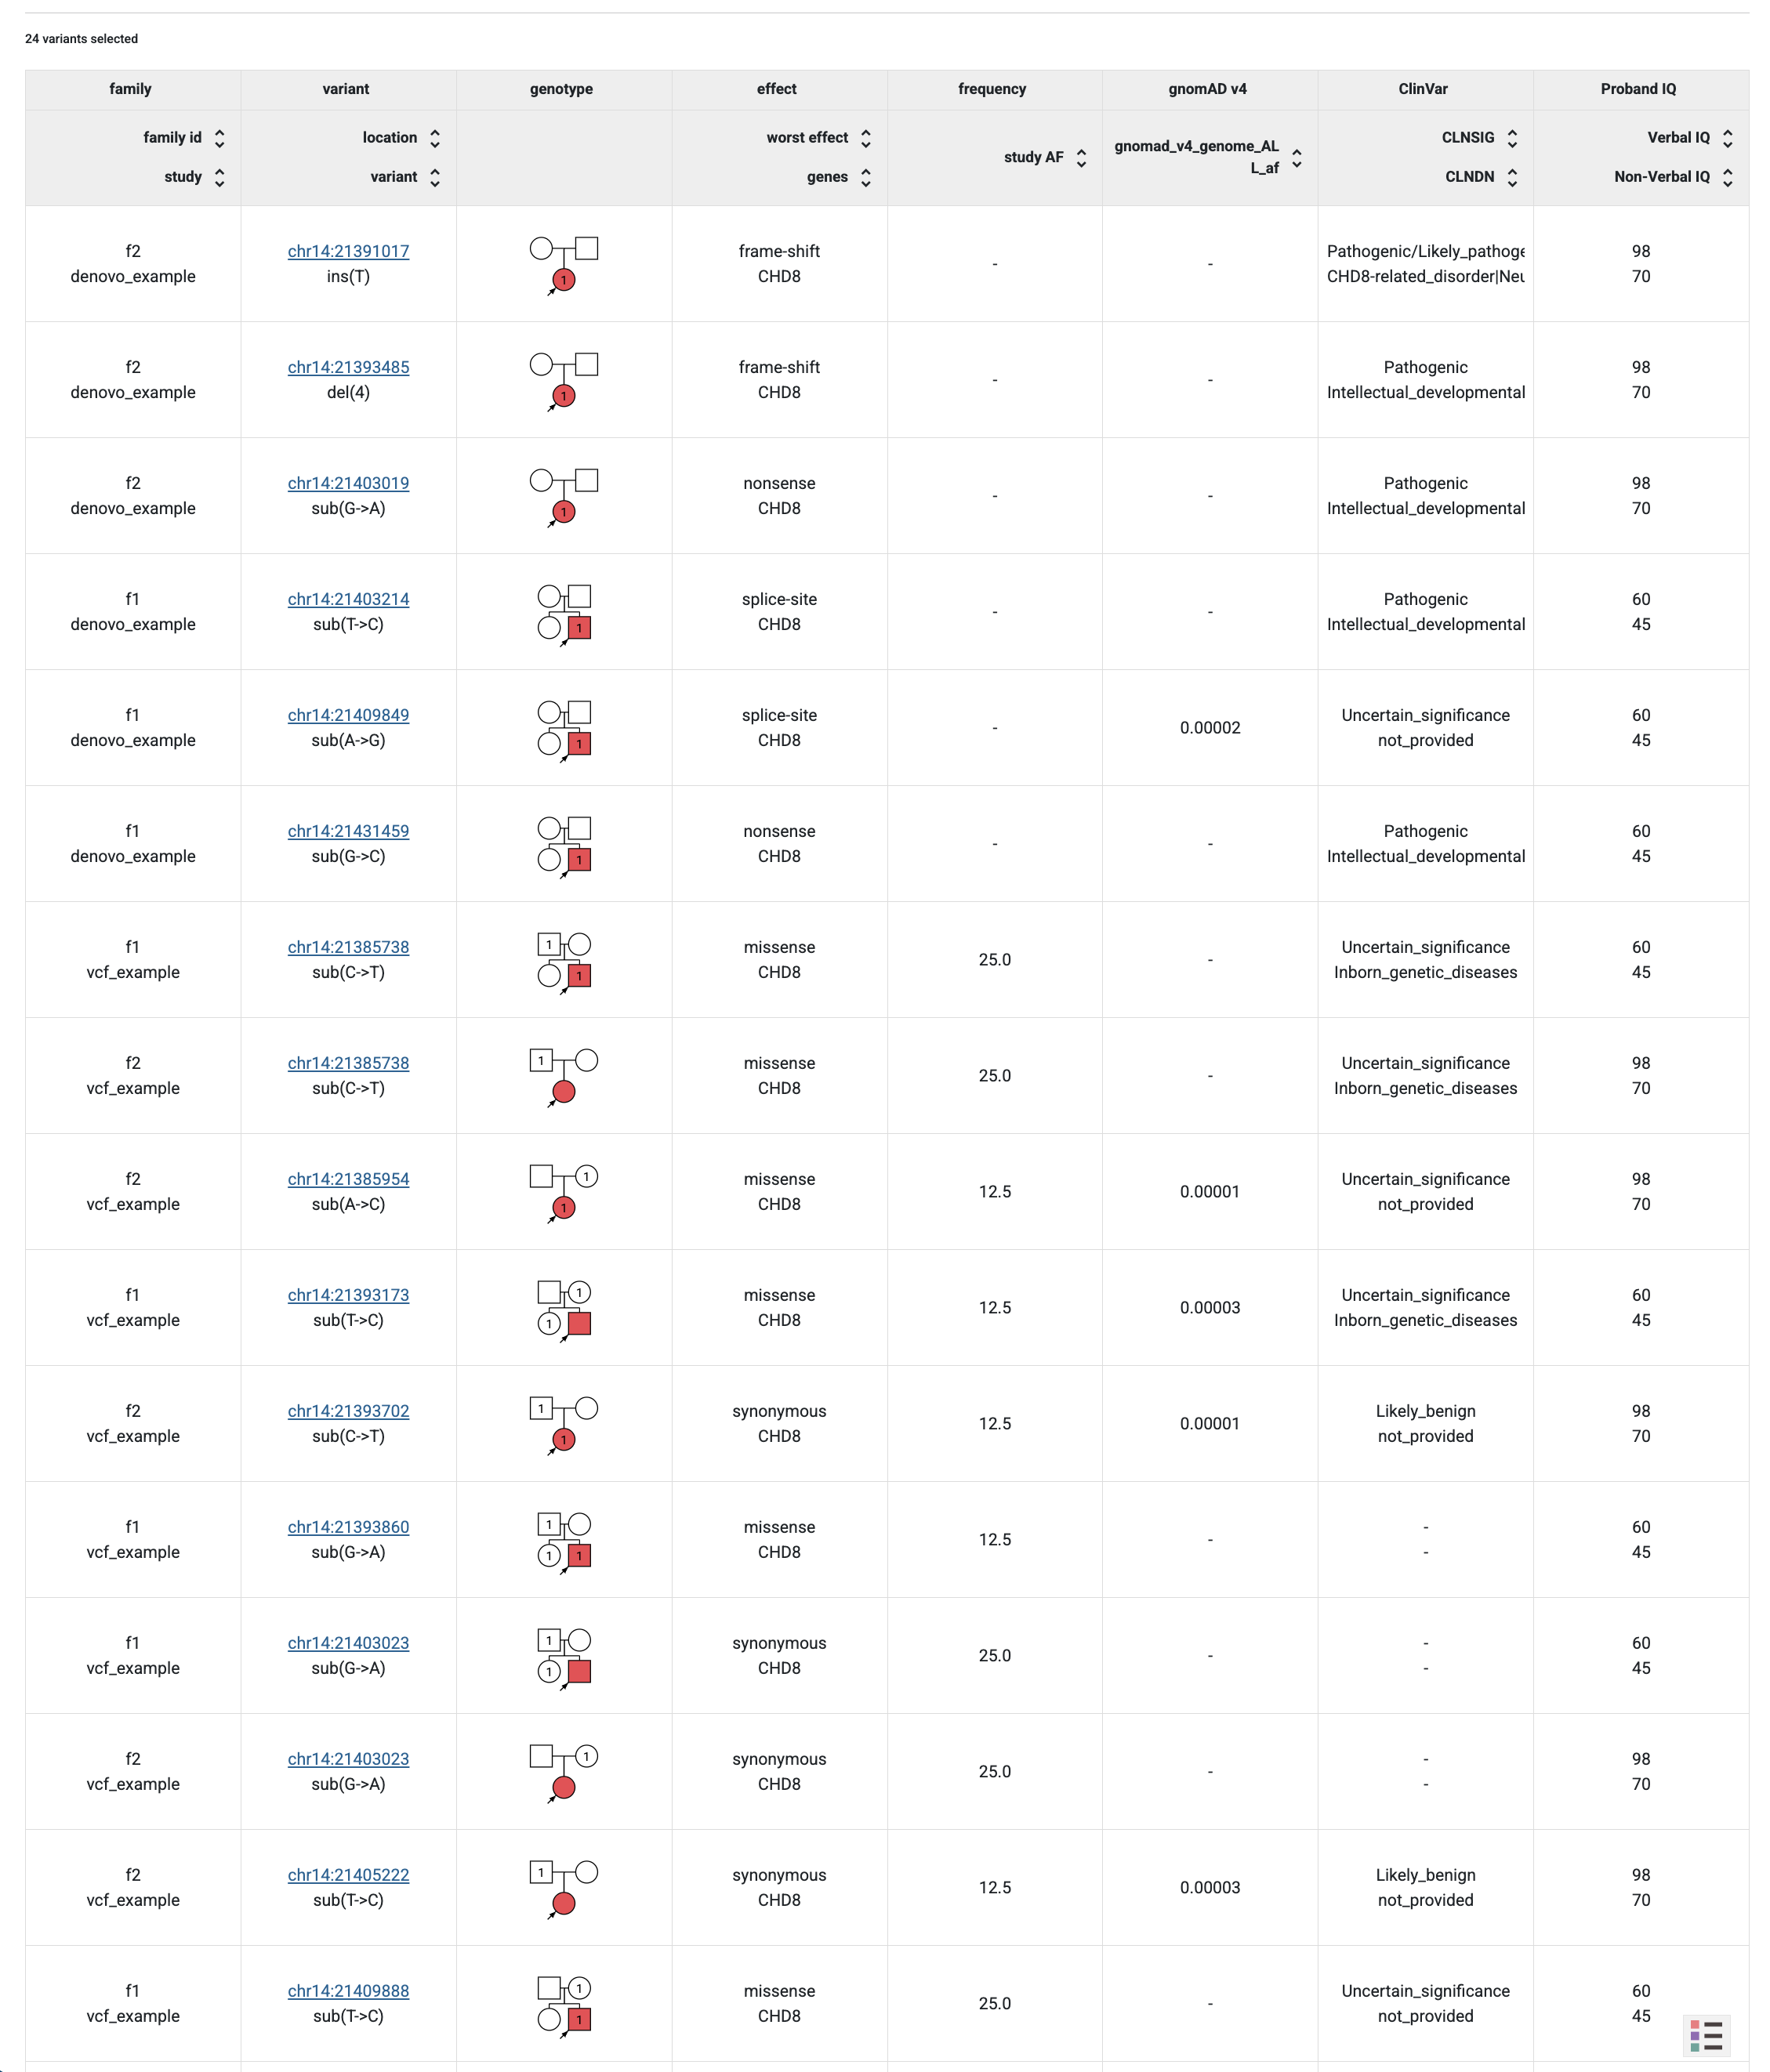 24 variants selected
family variant genotype effect frequency gnomAD v4 ClinVar Proband IQ
family id location worst effect study AF gnomad_v4_genome_AL CLNSIG Verbal IQ
study variant genes L_af CLNDN Non-Verbal IQ
f2 chr14:21391017 frame-shift - - Pathogenic/Likely_pathoge 98
denovo_example ins(T) 1 CHD8 CHD8-related_disorder|Neu 70
f2 chr14:21393485 frame-shift - - Pathogenic 98
denovo_example del(4) 1 CHD8 Intellectual_developmental 70
f2 chr14:21403019 nonsense - - Pathogenic 98
denovo_example sub(G->A) 1 CHD8 Intellectual_developmental 70
f1 chr14:21403214 splice-site - - Pathogenic 60
denovo_example sub(T->C) 1 CHD8 Intellectual_developmental 45
f1 chr14:21409849 splice-site - 0.00002 Uncertain_significance 60
denovo_example sub(A->G) 1 CHD8 not_provided 45
f1 chr14:21431459 nonsense - - Pathogenic 60
denovo_example sub(G->C) 1 CHD8 Intellectual_developmental 45
f1 chr14:21385738 1 missense 25.0 - Uncertain_significance 60
vcf_example sub(C->T) 1 CHD8 Inborn_genetic_diseases 45
f2 chr14:21385738 1 missense 25.0 - Uncertain_significance 98
vcf_example sub(C->T) CHD8 Inborn_genetic_diseases 70
f2 chr14:21385954 1 missense 12.5 0.00001 Uncertain_significance 98
vcf_example sub(A->C) 1 CHD8 not_provided 70
f1 chr14:21393173 1 missense 12.5 0.00003 Uncertain_significance 60
vcf_example sub(T->C) 1 CHD8 Inborn_genetic_diseases 45
f2 chr14:21393702 1 synonymous 12.5 0.00001 Likely_benign 98
vcf_example sub(C->T) 1 CHD8 not_provided 70
f1 chr14:21393860 1 missense 12.5 - - 60
vcf_example sub(G->A) 1 1 CHD8 - 45
f1 chr14:21403023 1 synonymous 25.0 - - 60
vcf_example sub(G->A) 1 CHD8 - 45
f2 chr14:21403023 1 synonymous 25.0 - - 98
vcf_example sub(G->A) CHD8 - 70
f2 chr14:21405222 1 synonymous 12.5 0.00003 Likely_benign 98
vcf_example sub(T->C) CHD8 not_provided 70
f1 chr14:21409888 1 missense 25.0 - Uncertain_significance 60
vcf_example sub(T->C) 1 CHD8 not_provided 45